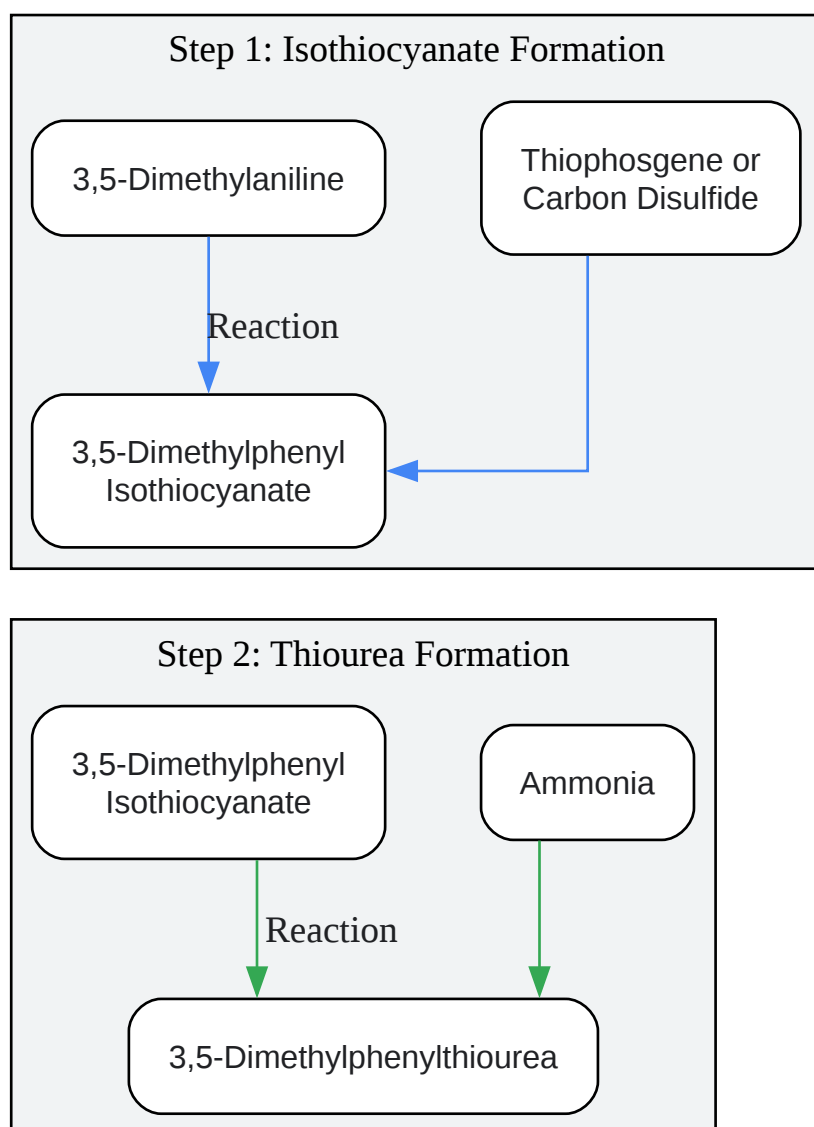 Step 1: Isothiocyanate Formation
3,5-Dimethylaniline
Thiophosgene or
Carbon Disulfide
Reaction
3,5-Dimethylphenyl
Isothiocyanate
Step 2: Thiourea Formation
3,5-Dimethylphenyl
Isothiocyanate
Ammonia
Reaction
3,5-Dimethylphenylthiourea